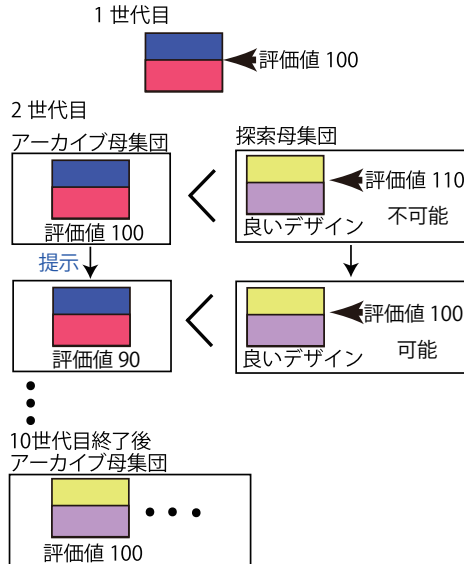 1 世代目
評価値 100
2 世代目
アーカイブ母集団
探索母集団
評価値 110
不可能
評価値 100
良いデザイン
提示
評価値 100
可能
評価値 90
良いデザイン
10世代目終了後
アーカイブ母集団
評価値 100